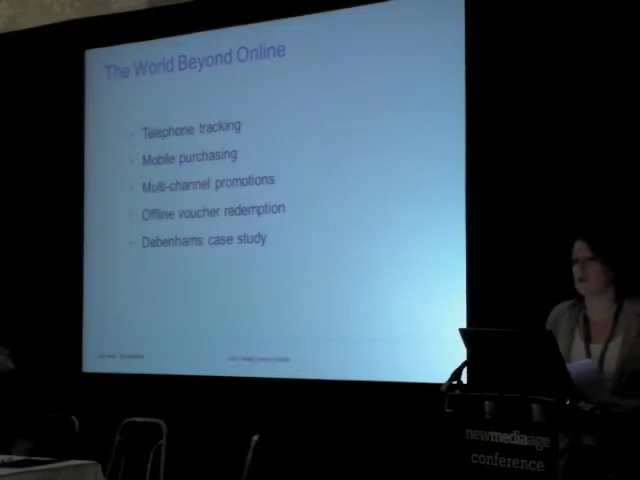 The World Beyond Online
Telephone tracking
Mobile purchasing
Multi-channel promotions
Offline voucher redemption
Debenhams case study
newmediaage
conference